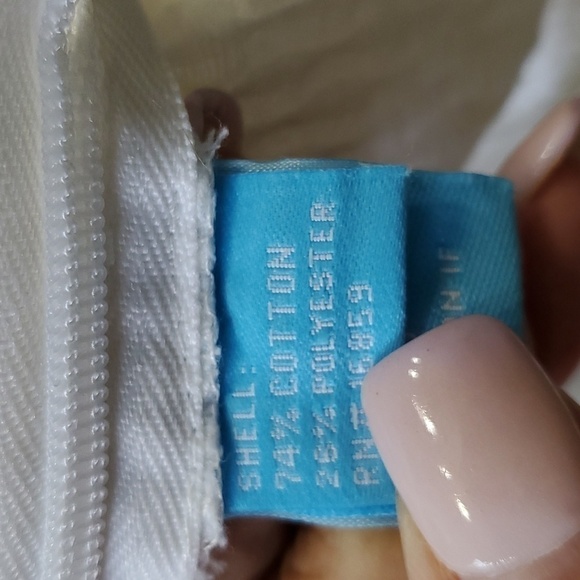 SHELL:
74% COTTON
26% POLYESTER
RN# 16859